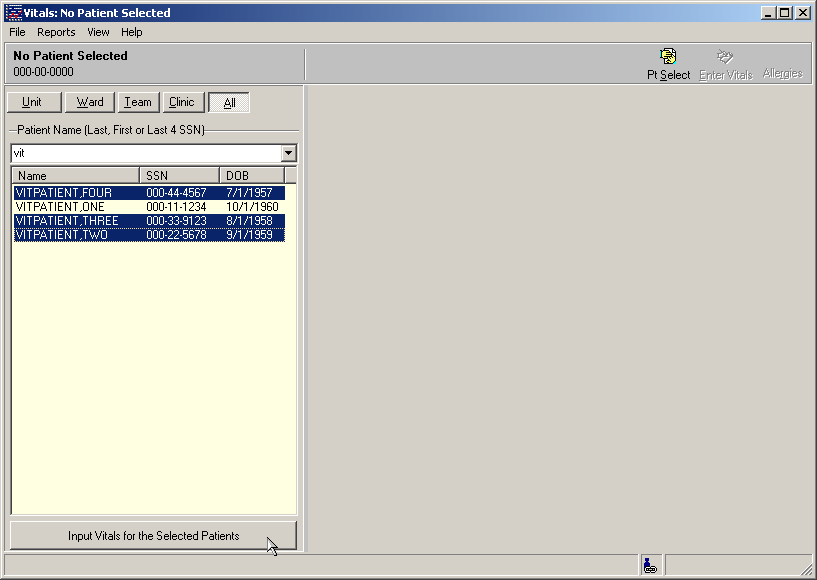 Vitals: No Patient Selected
File Reports View Help
No Patient Selected
000-00-0000
Pt Select Enter Vitals Allergies
Unit Ward Team Clinic All
Patient Name (Last, First or Last 4 SSN)
vit
Name SSN DOB
VITPATIENT,FOUR 000-44-4567 7/1/1957
VITPATIENT,ONE 000-11-1234 10/1/1960
VITPATIENT,THREE 000-33-9123 8/1/1958
VITPATIENT,TWO 000-22-5678 9/1/1959
Input Vitals for the Selected Patients